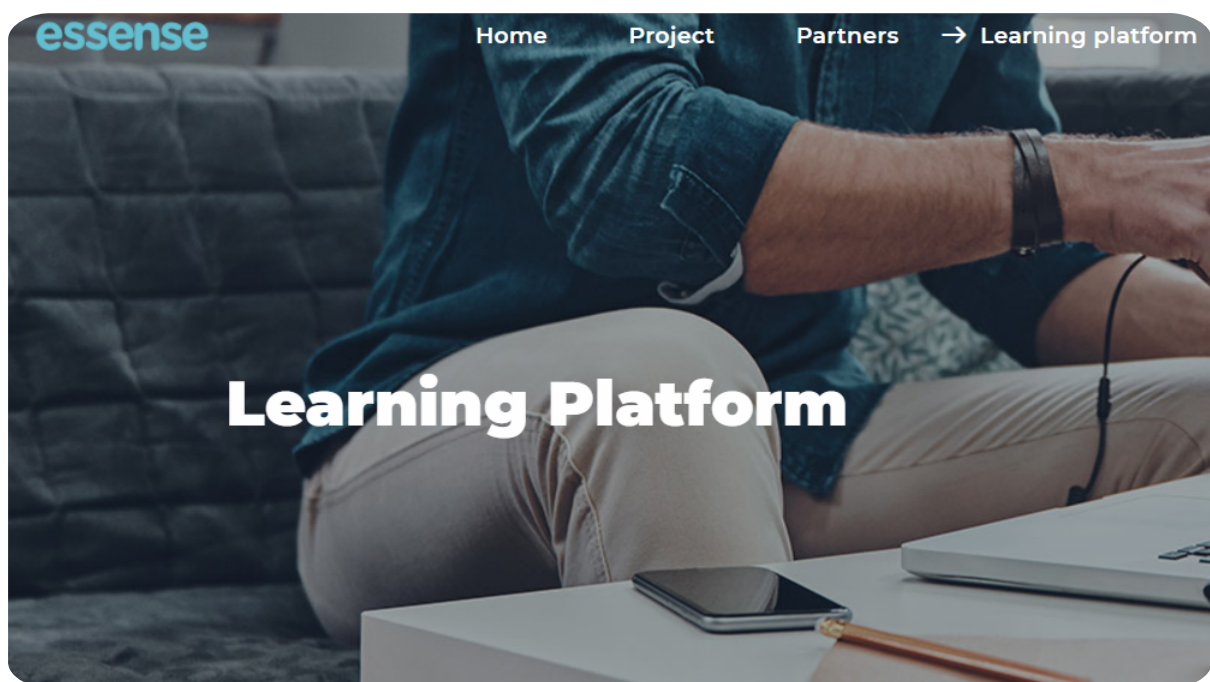 essense
Home Project Partners → Learning platform
Learning Platform